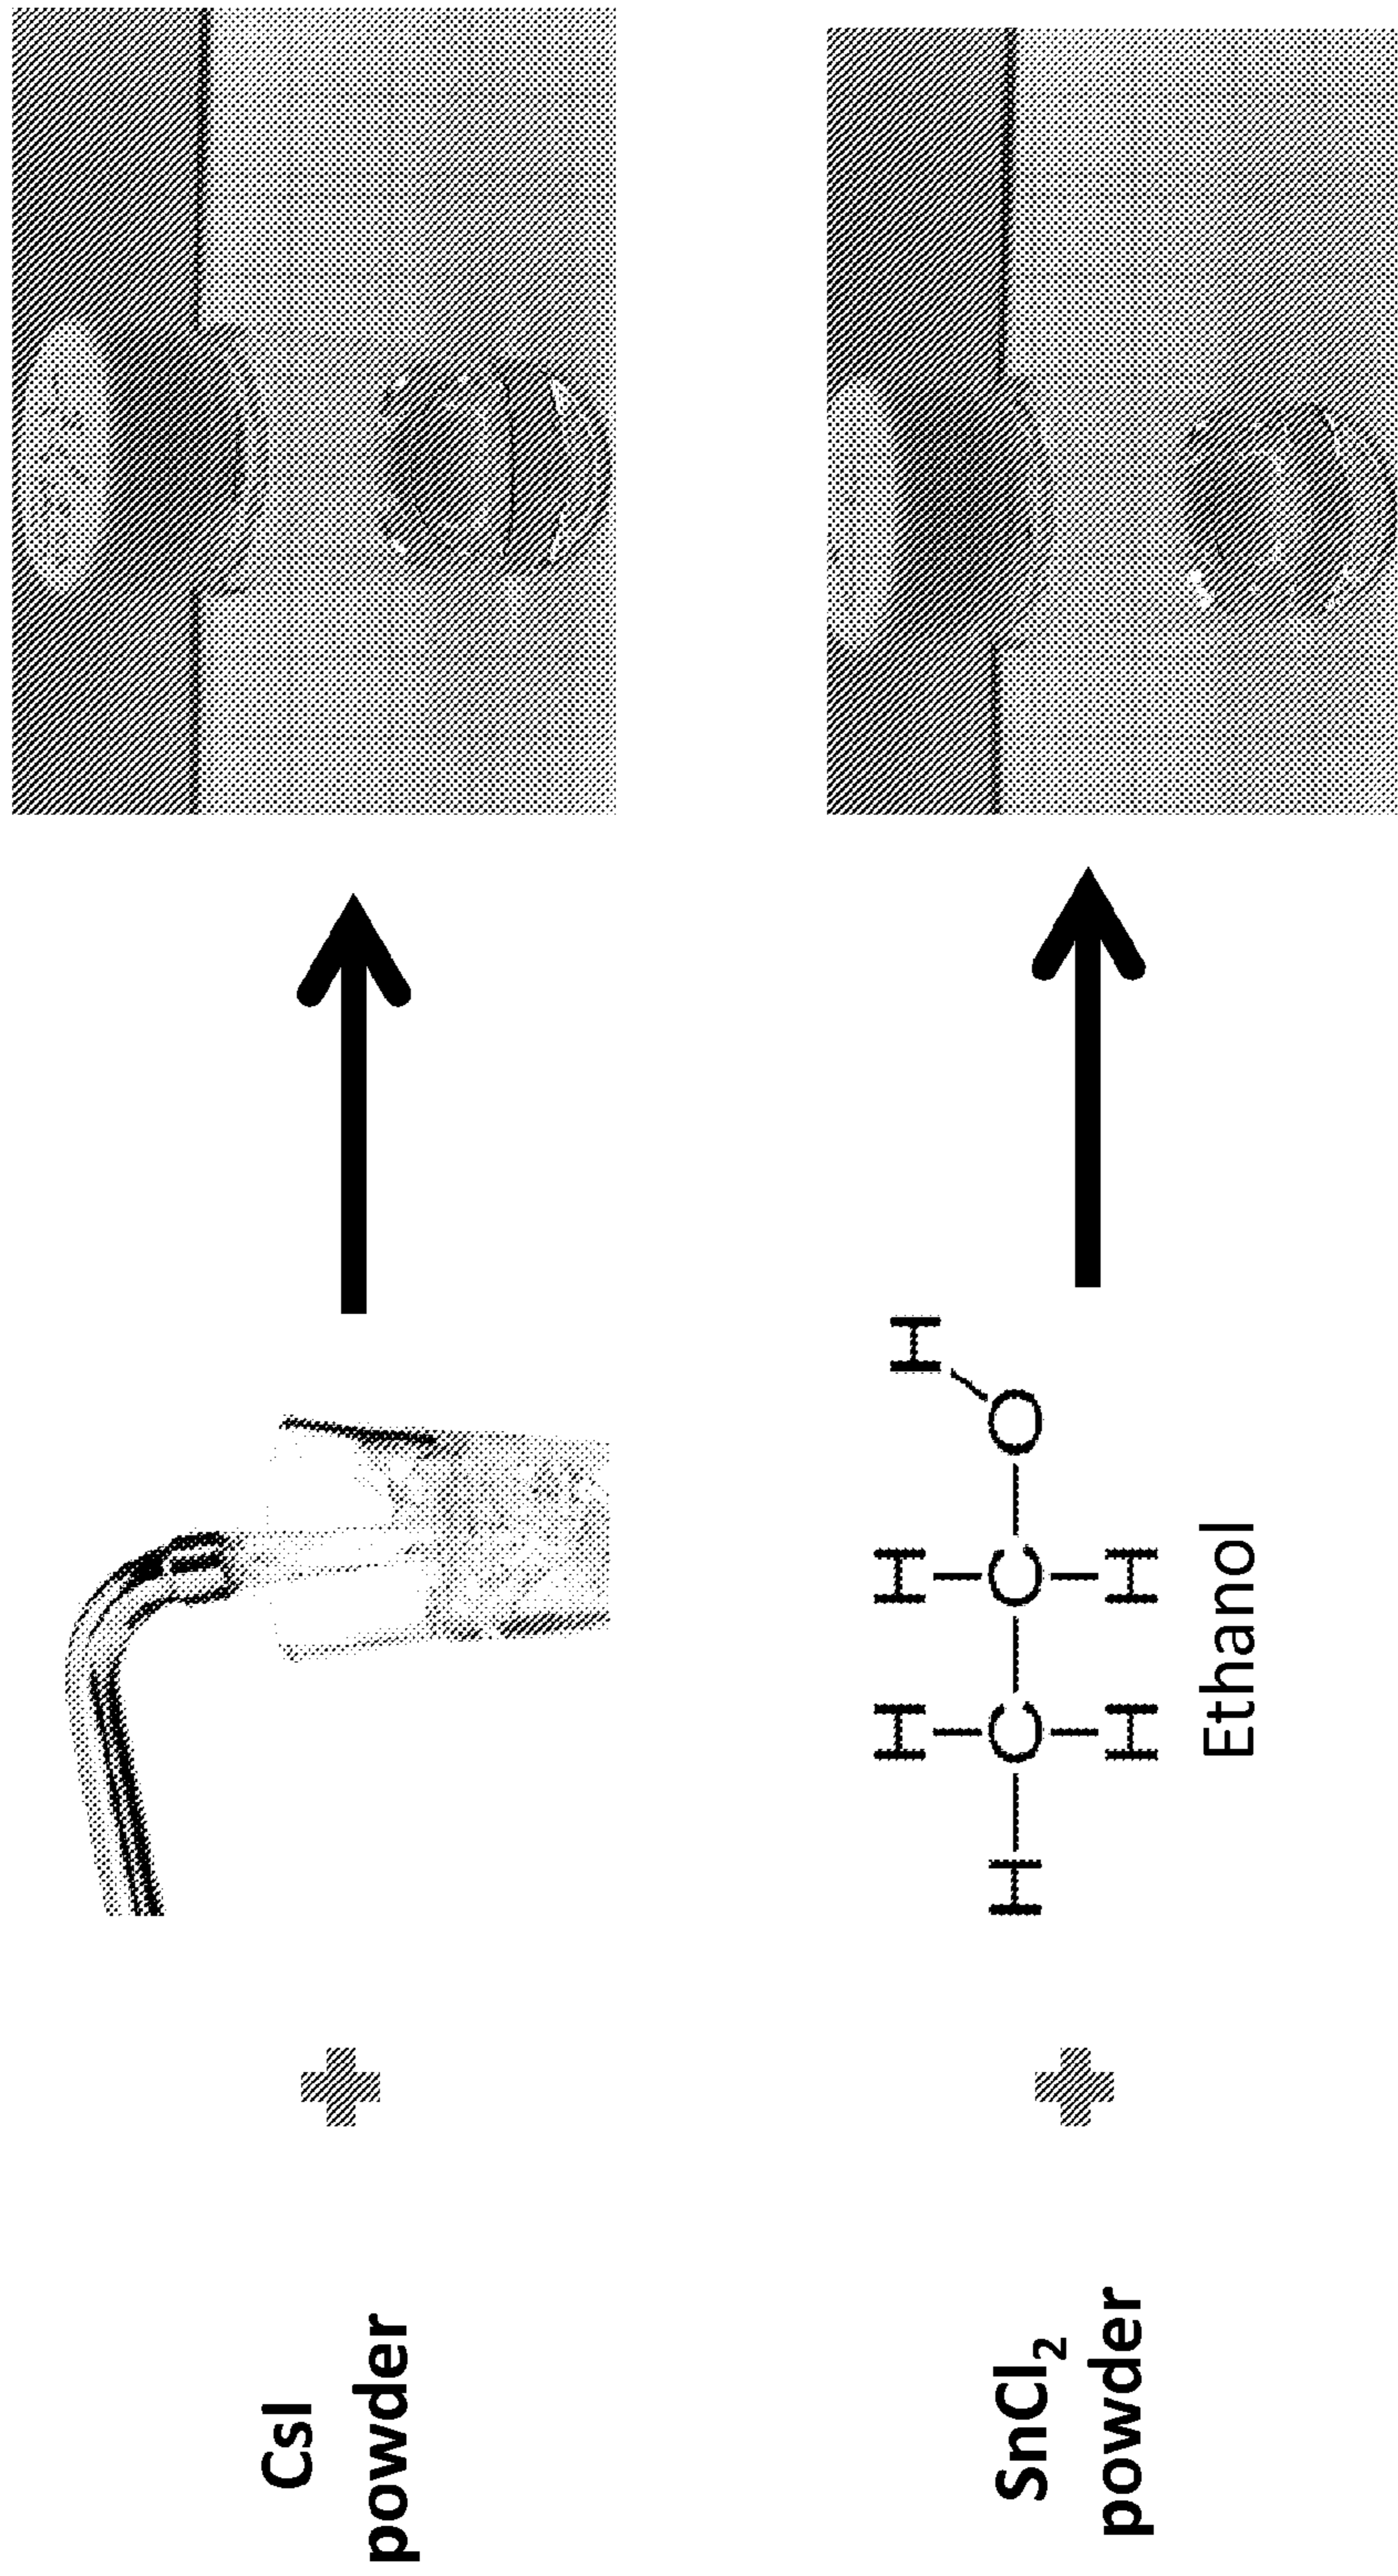 CsI
powder
SnCl₂
powder
H H H
H C C O
H H
Ethanol